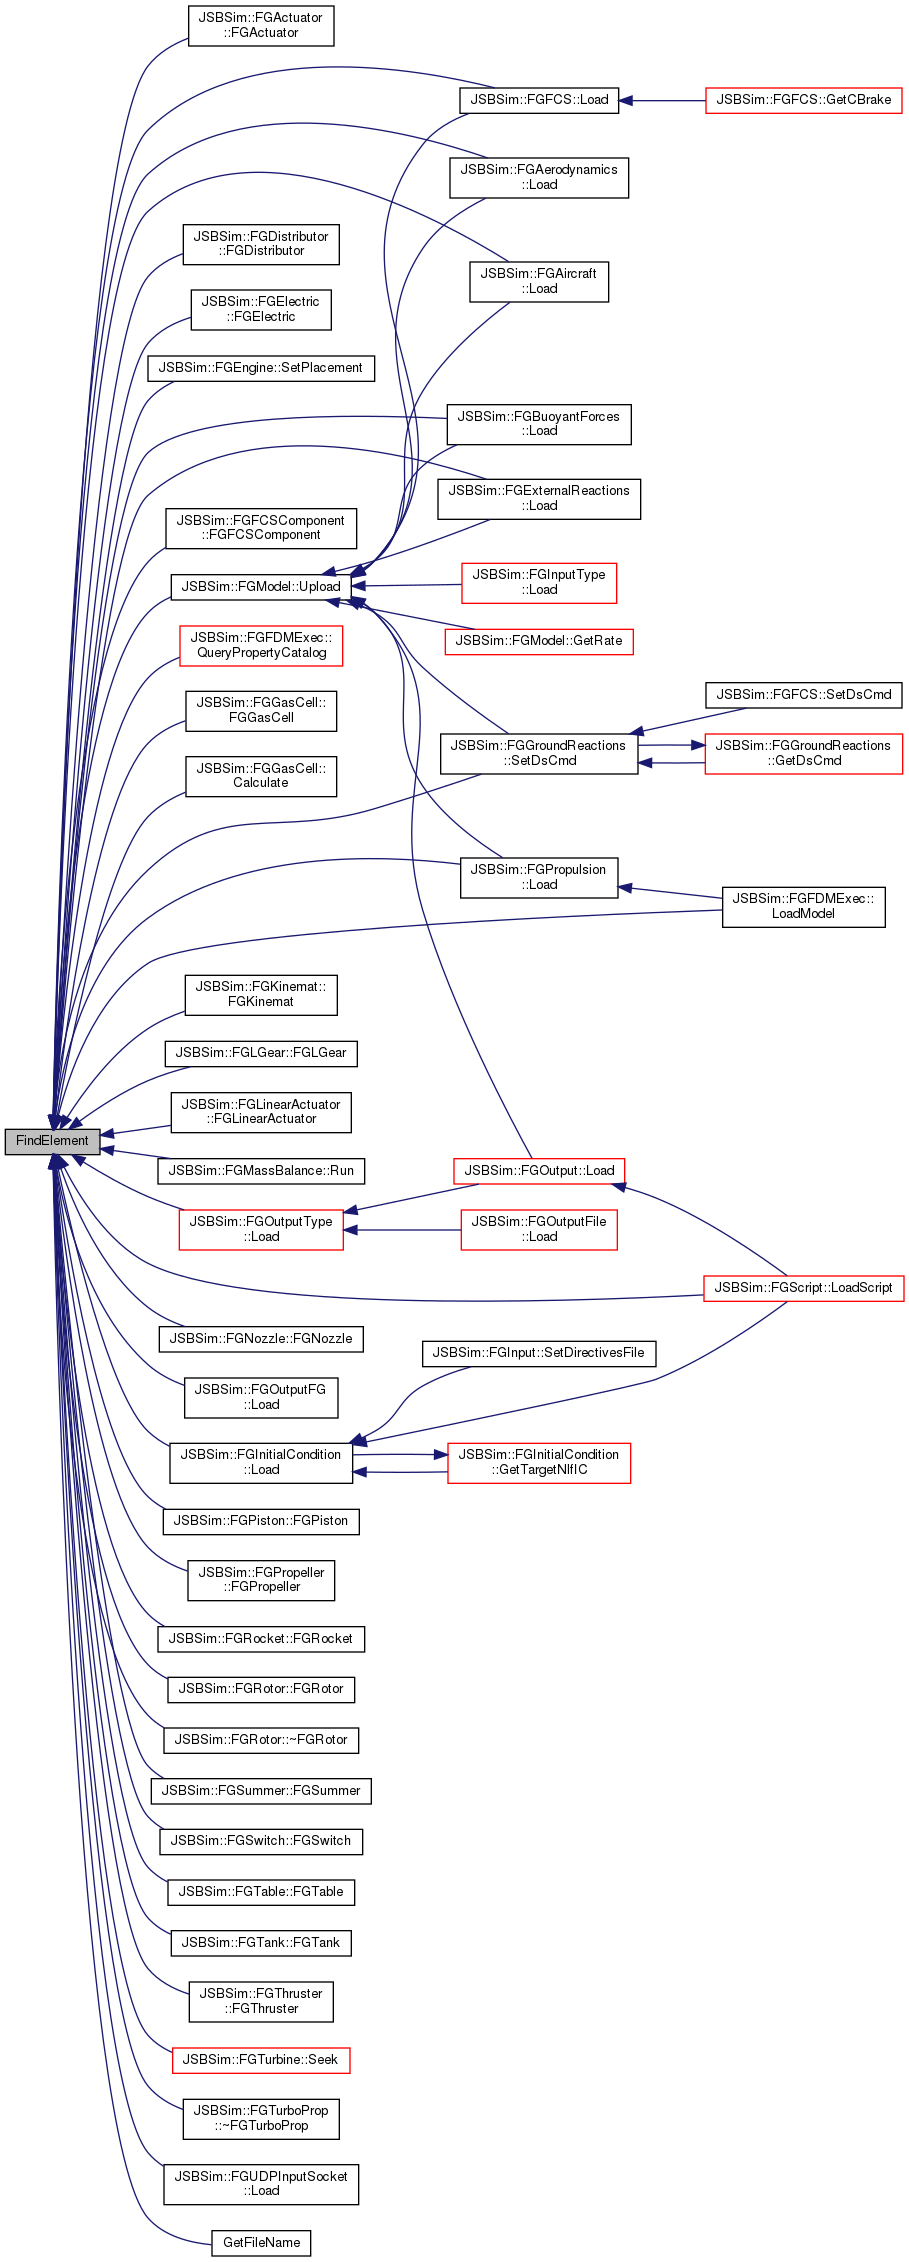 JSBSim::FGActuator
::FGActuator
JSBSim::FGFCS::Load
JSBSim::FGFCS::GetCBrake
JSBSim::FGAerodynamics
::Load
JSBSim::FGDistributor
::FGDistributor
JSBSim::FGAircraft
::Load
JSBSim::FGElectric
::FGElectric
JSBSim::FGEngine::SetPlacement
JSBSim::FGBuoyantForces
::Load
JSBSim::FGExternalReactions
::Load
JSBSim::FGFCSComponent
::FGFCSComponent
JSBSim::FGModel::Upload
JSBSim::FGInputType
::Load
JSBSim::FGFDMExec::
QueryPropertyCatalog
JSBSim::FGModel::GetRate
JSBSim::FGGasCell::
FGGasCell
JSBSim::FGFCS::SetDsCmd
JSBSim::FGGroundReactions
::SetDsCmd
JSBSim::FGGroundReactions
::GetDsCmd
JSBSim::FGGasCell::
Calculate
JSBSim::FGPropulsion
::Load
JSBSim::FGFDMExec::
LoadModel
JSBSim::FGKinemat::
FGKinemat
JSBSim::FGLGear::FGLGear
JSBSim::FGLinearActuator
::FGLinearActuator
FindElement
JSBSim::FGMassBalance::Run
JSBSim::FGOutput::Load
JSBSim::FGOutputType
::Load
JSBSim::FGOutputFile
::Load
JSBSim::FGScript::LoadScript
JSBSim::FGNozzle::FGNozzle
JSBSim::FGInput::SetDirectivesFile
JSBSim::FGOutputFG
::Load
JSBSim::FGInitialCondition
::Load
JSBSim::FGInitialCondition
::GetTargetNlfIC
JSBSim::FGPiston::FGPiston
JSBSim::FGPropeller
::FGPropeller
JSBSim::FGRocket::FGRocket
JSBSim::FGRotor::FGRotor
JSBSim::FGRotor::~FGRotor
JSBSim::FGSummer::FGSummer
JSBSim::FGSwitch::FGSwitch
JSBSim::FGTable::FGTable
JSBSim::FGTank::FGTank
JSBSim::FGThruster
::FGThruster
JSBSim::FGTurbine::Seek
JSBSim::FGTurboProp
::~FGTurboProp
JSBSim::FGUDPInputSocket
::Load
GetFileName